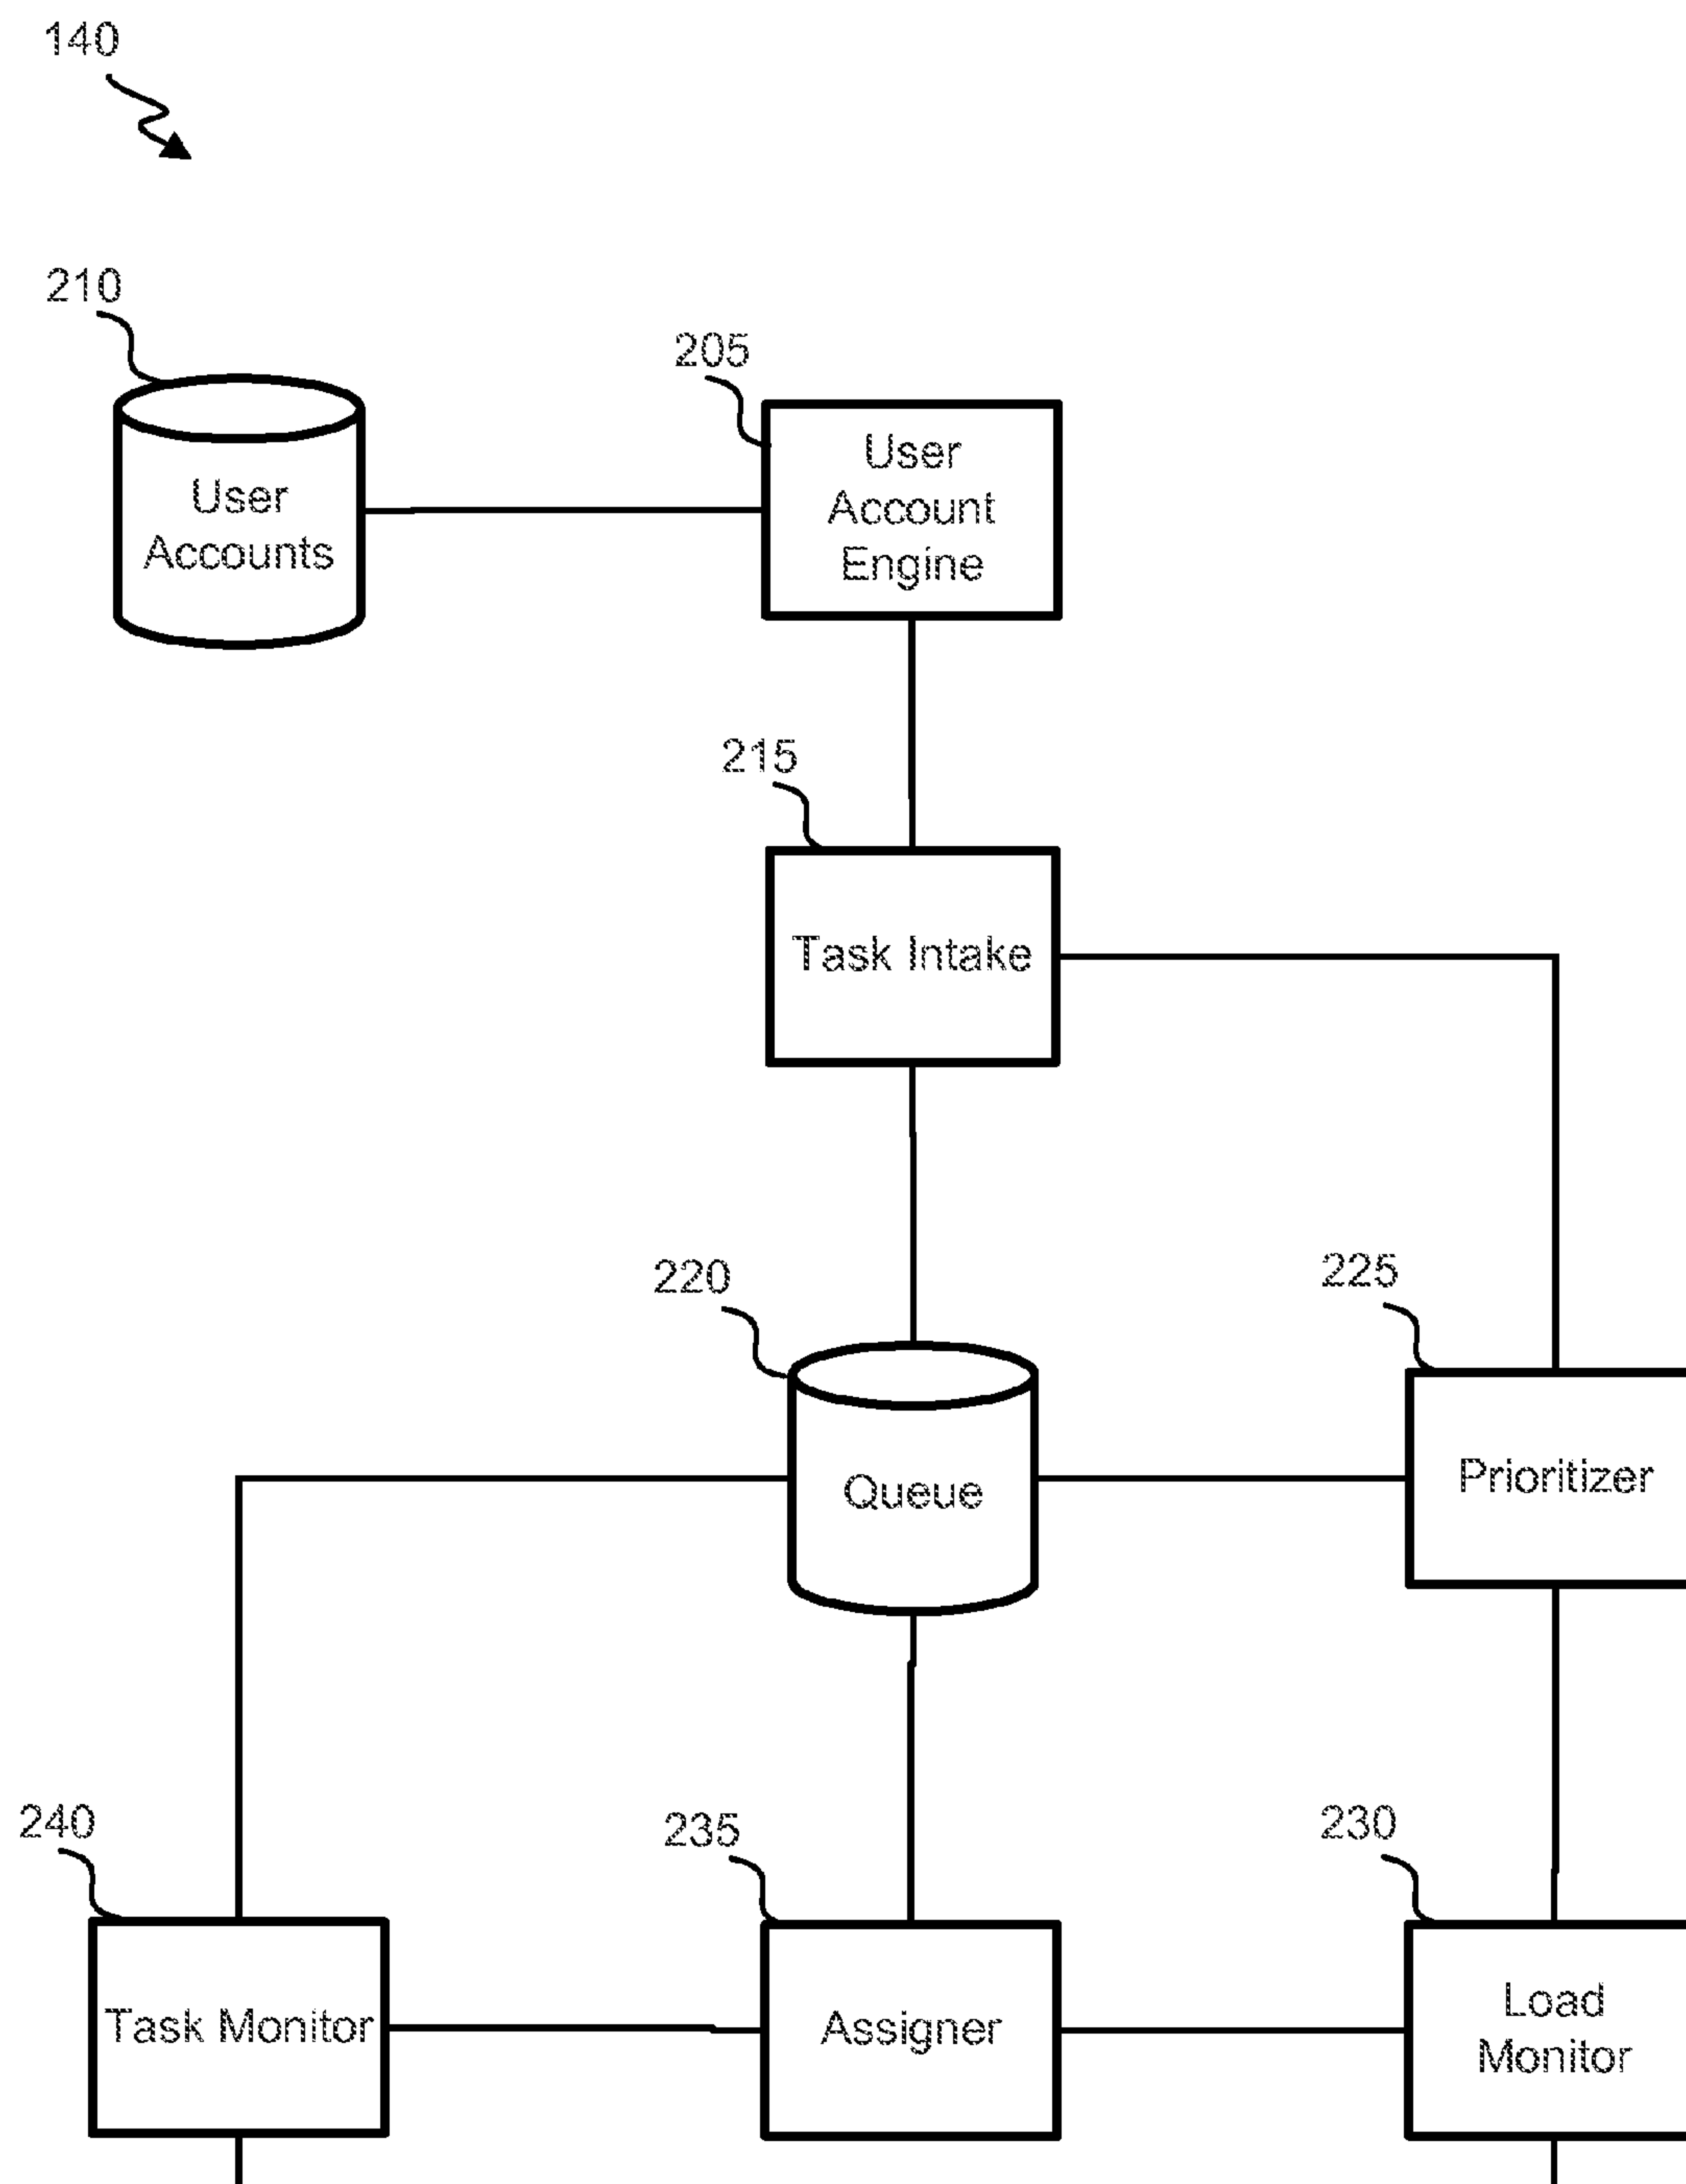 140
210
205
User
Accounts
User
Account
Engine
215
Task Intake
220
225
Queue
Prioritizer
240
235
230
Task Monitor
Assigner
Load
Monitor